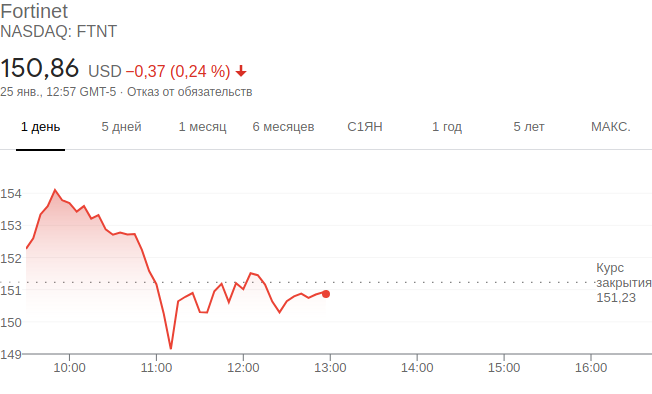 Fortinet
NASDAQ: FTNT
150,86 USD −0,37 (0,24 %)
25 янв., 12:57 GMT-5 · Отказ от обязательств
1 день 5 дней 1 месяц 6 месяцев С1ЯН 1 год 5 лет МАКС.
154
153
152
Курс
закрытия
151,23
151
150
149
10:00 11:00 12:00 13:00 14:00 15:00 16:00